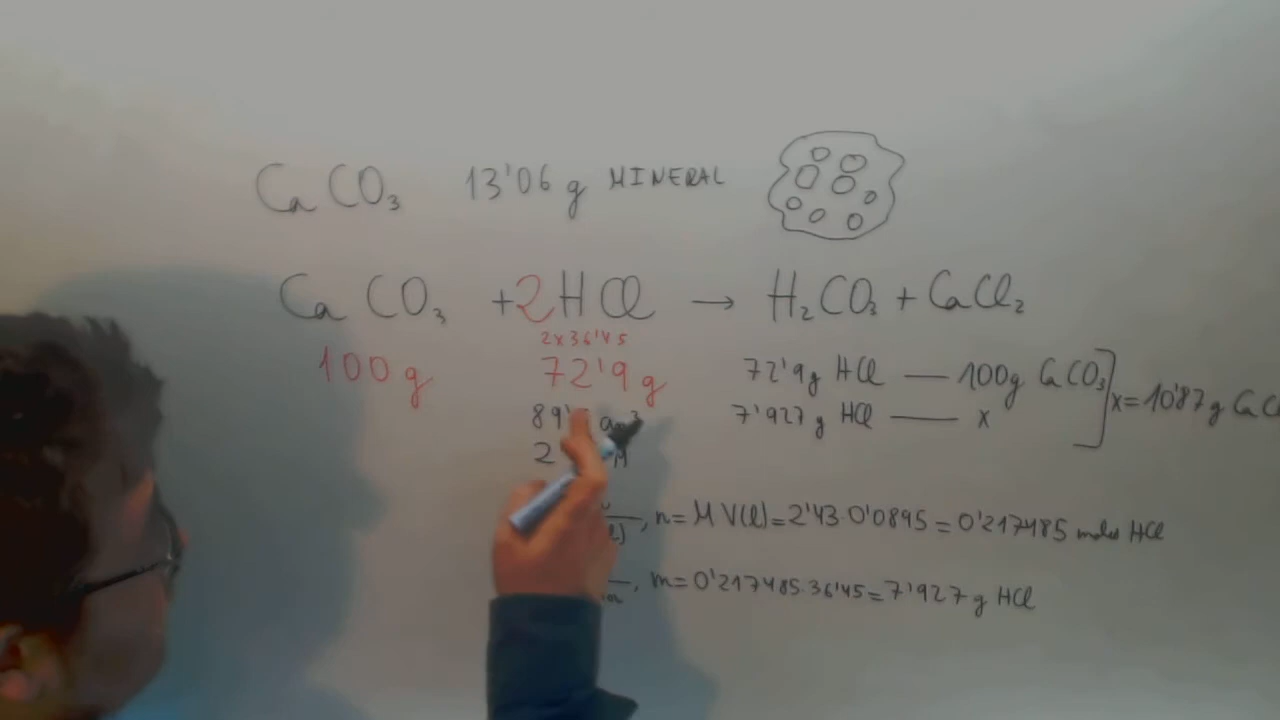 CaCO₃ 13'06 g MINERAL
CaCO₃ + 2HCl → H₂CO₃ + CaCl₂
2x36'45
100 g 72'9 g
72'9 g HCl — 100g CaCO₃
7'927 g HCl — x
x=10'87 g
89'
2'
, n = M V(l) = 2'43·0'0895 = 0'217485 moles HCl
, m = 0'217485·36'45 = 7'927 g HCl